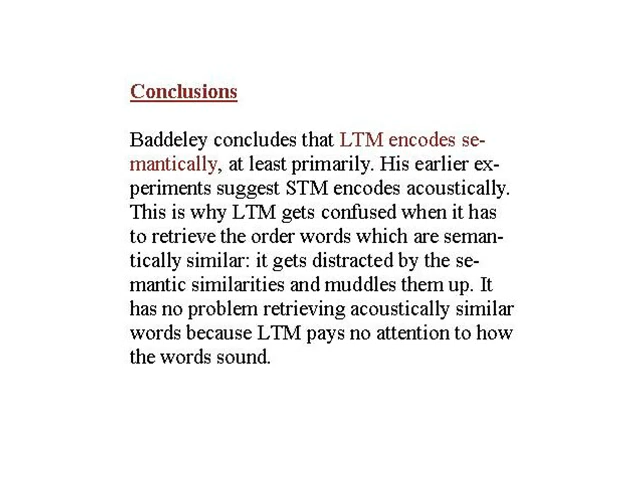 Conclusions
Baddeley concludes that LTM encodes se-
mantically, at least primarily. His earlier ex-
periments suggest STM encodes acoustically.
This is why LTM gets confused when it has
to retrieve the order words which are seman-
tically similar: it gets distracted by the se-
mantic similarities and muddles them up. It
has no problem retrieving acoustically similar
words because LTM pays no attention to how
the words sound.